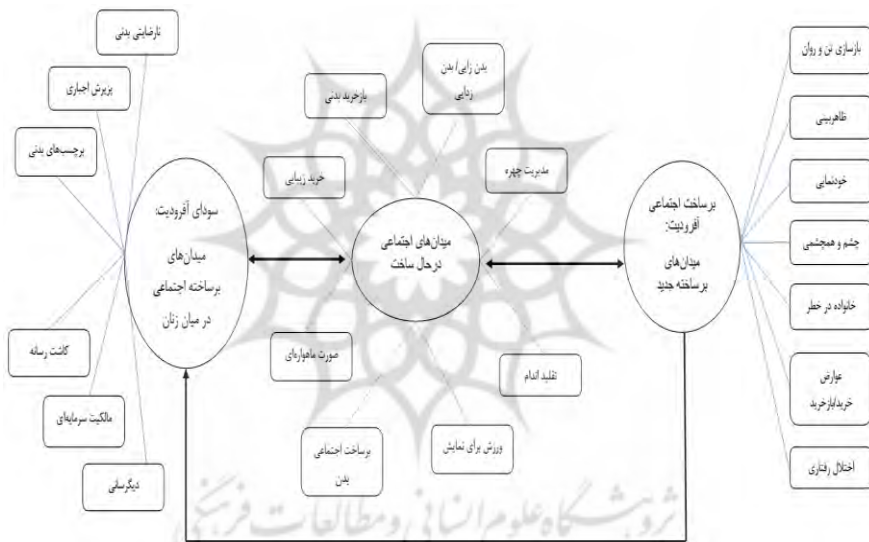 بازسازی تن و روان
ظاهربینی
خودنمایی
چشم و همچشمی
خانواده در خطر
عوارض
خرید/بازخرید
اختلال رفتاری
برساخت اجتماعی
آفرودیت:
میدان‌های
برساخته جدید
بدن زایی/ بدن
زدایی
بازخرید بدنی
مدیریت چهره
خرید زیبایی
میدان‌های اجتماعی
در حال ساخت
صورت ماهواره‌ای
تقلید اندام
برساخت اجتماعی
بدن
ورزش برای نمایش
نارضایتی بدنی
پزیرش اجباری
برچسب‌های بدنی
سودای آفرودیت:
میدان‌های
برساخته اجتماعی
در میان زنان
کاشت رسانه
مالکیت سرمایه‌ای
دیگرسانی
پژوهشگاه علوم انسانی و مطالعات فرهنگی